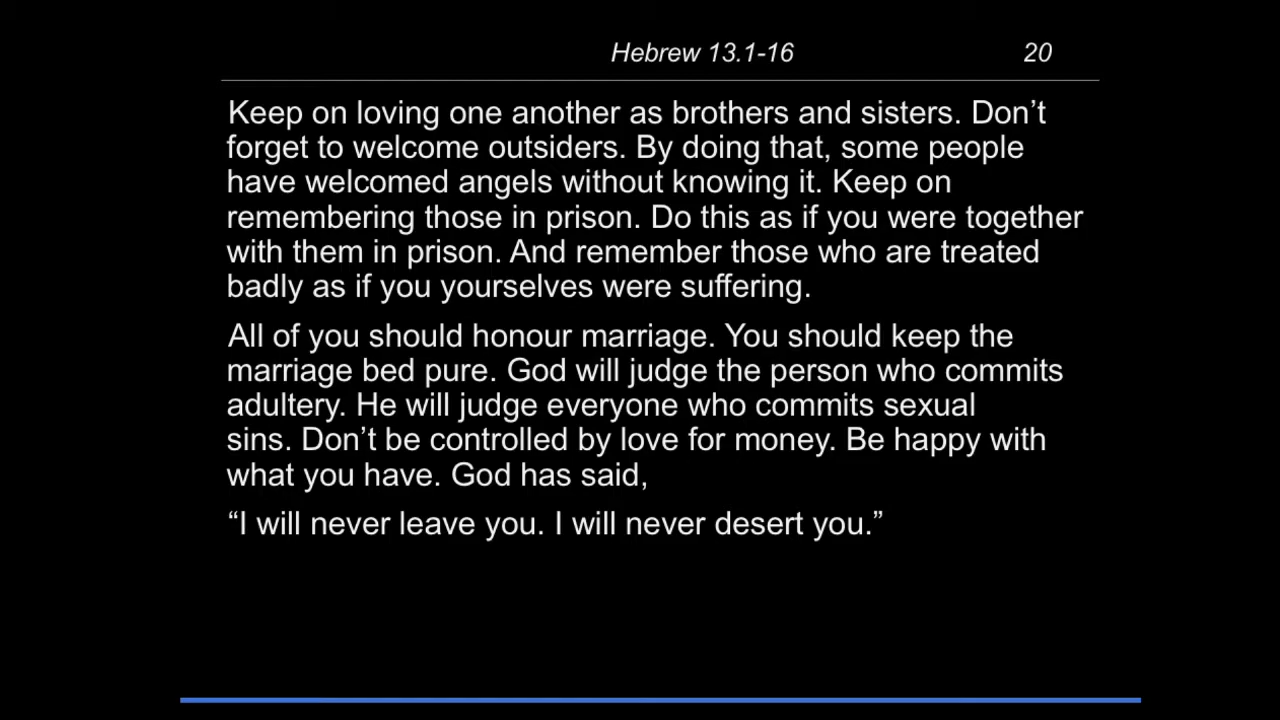 Hebrew 13.1-16 20
Keep on loving one another as brothers and sisters. Don’t
forget to welcome outsiders. By doing that, some people
have welcomed angels without knowing it. Keep on
remembering those in prison. Do this as if you were together
with them in prison. And remember those who are treated
badly as if you yourselves were suffering.
All of you should honour marriage. You should keep the
marriage bed pure. God will judge the person who commits
adultery. He will judge everyone who commits sexual
sins. Don’t be controlled by love for money. Be happy with
what you have. God has said,
“I will never leave you. I will never desert you.”